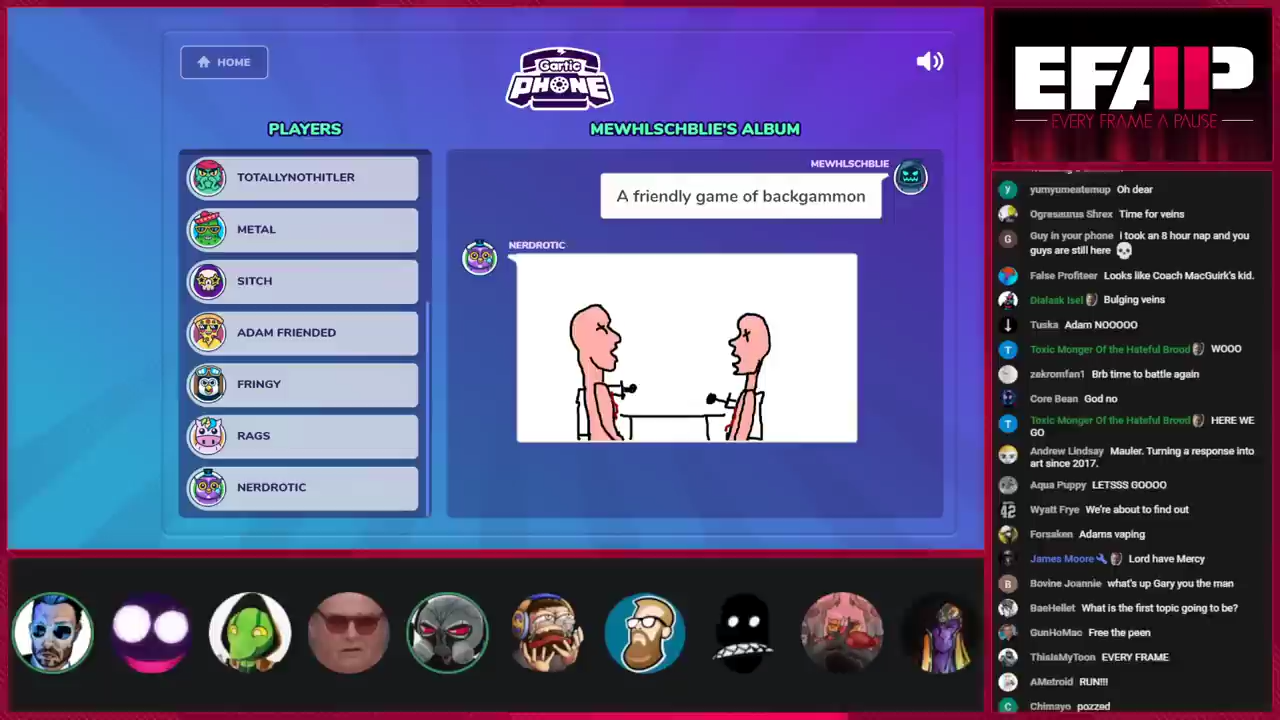 HOME
Gartic
PHONE
PLAYERS
MEWHLSCHBLIE'S ALBUM
TOTALLYNOTHITLER
METAL
SITCH
ADAM FRIENDED
FRINGY
RAGS
NERDROTIC
MEWHLSCHBLIE
A friendly game of backgammon
NERDROTIC
EFAP
EVERY FRAME A PAUSE
yumyumeatemup Oh dear
Ogresaurus Shrex Time for veins
Guy in your phone i took an 8 hour nap and you
guys are still here
False Profiteer Looks like Coach MacGuirk's kid.
Dialask Isel Bulging veins
Tuska Adam NOOOOO
Toxic Monger Of the Hateful Brood WOOO
zekromfan1 Brb time to battle again
Core Bean God no
Toxic Monger Of the Hateful Brood HERE WE
GO
Andrew Lindsay Mauler. Turning a response into
art since 2017.
Aqua Puppy LETSSS GOOOO
Wyatt Frye We're about to find out
Forsaken Adams vaping
James Moore Lord have Mercy
Bovine Joannie what's up Gary you the man
BaeHellet What is the first topic going to be?
GunHoMac Free the peen
ThisIsMyToon EVERY FRAME
AMetroid RUN!!!
Chimayo pozzed